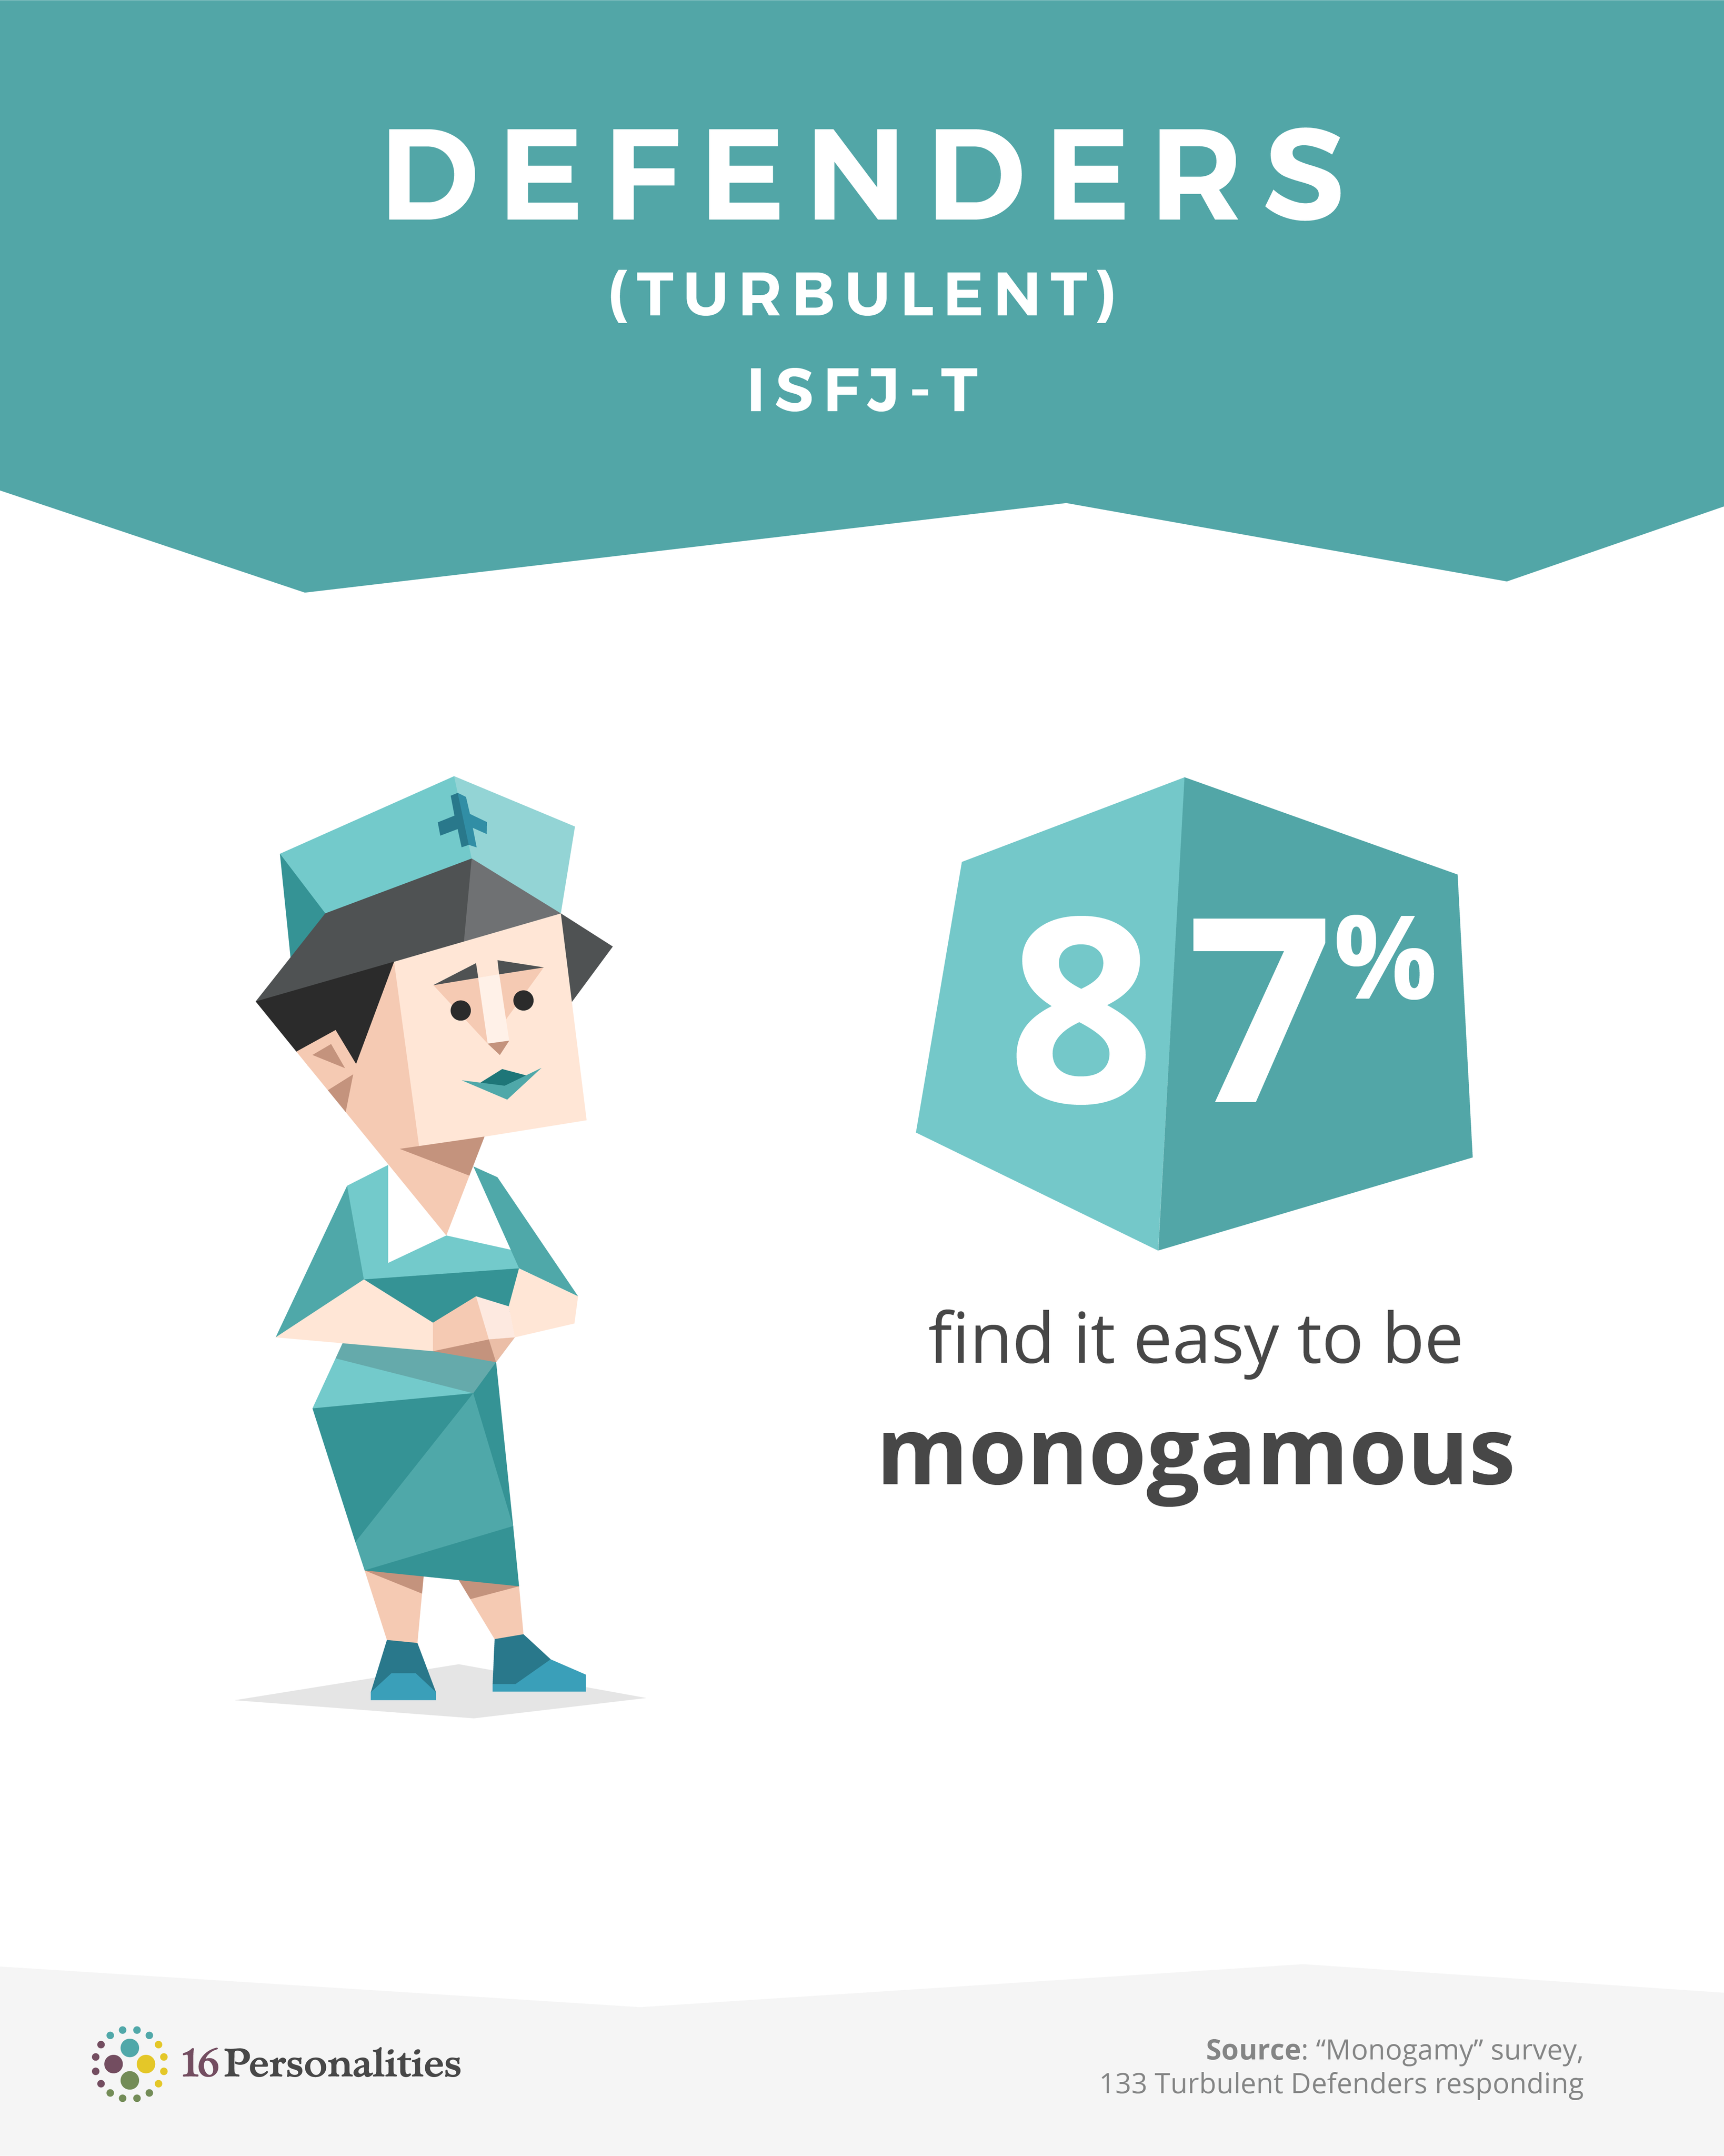 DEFENDERS
(TURBULENT)
ISFJ-T
87%
find it easy to be
monogamous
16Personalities
Source: “Monogamy” survey,
133 Turbulent Defenders responding